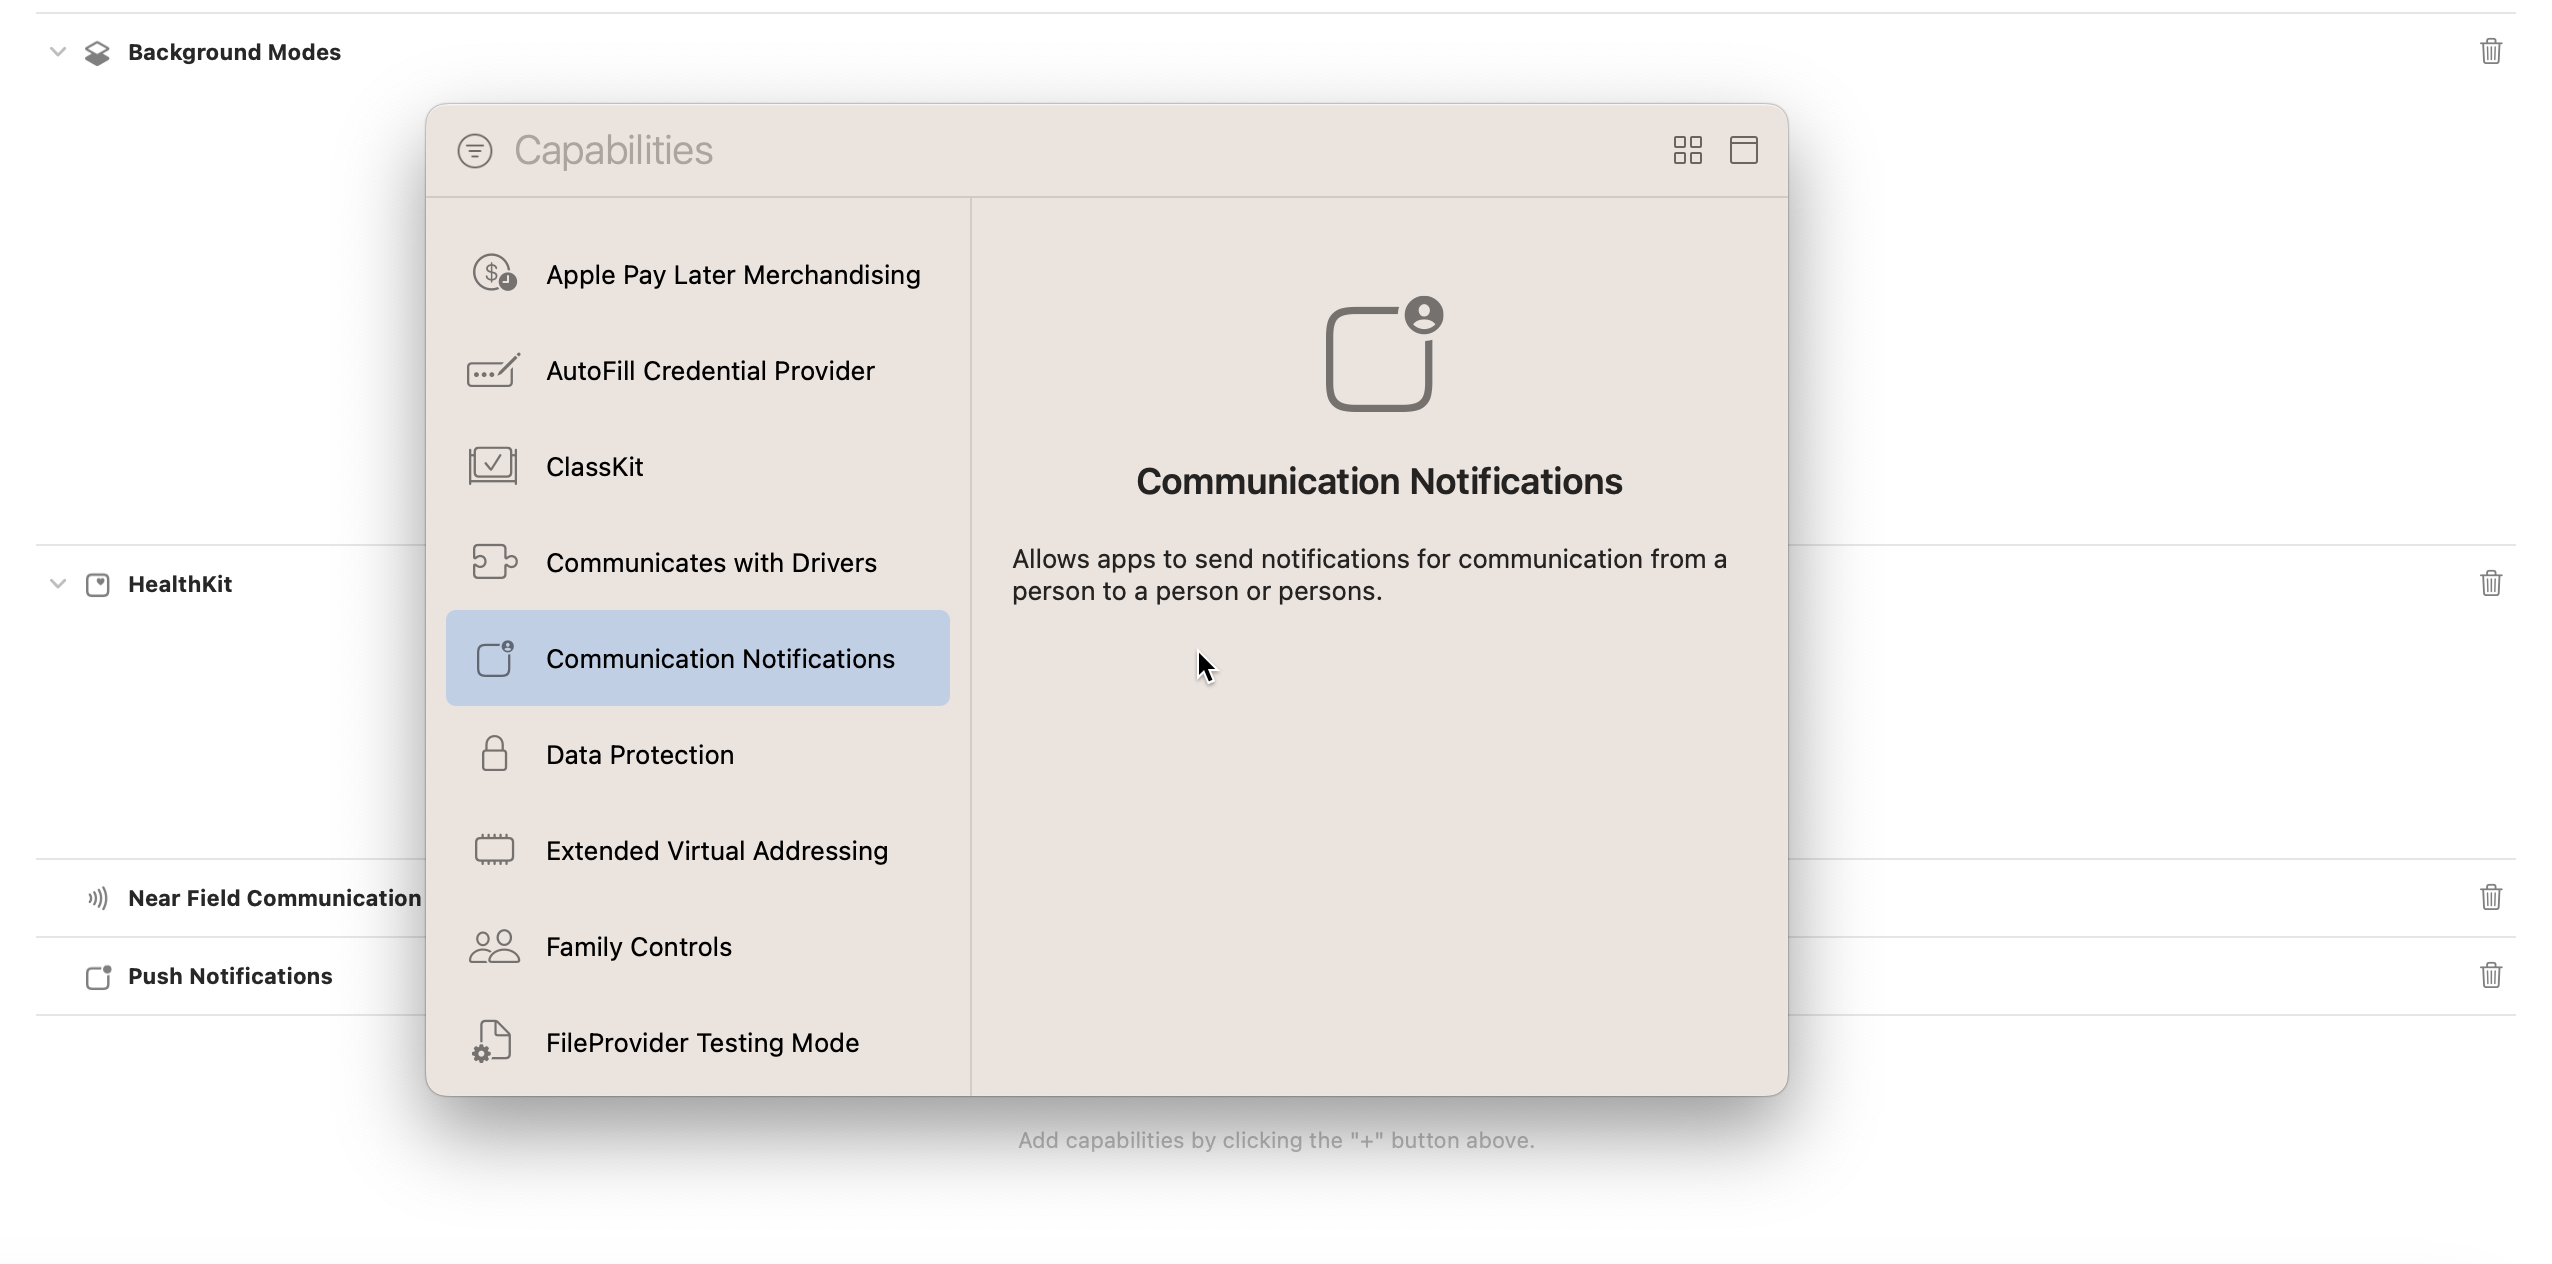 Background Modes
Capabilities
Apple Pay Later Merchandising
AutoFill Credential Provider
ClassKit
Communicates with Drivers
Communication Notifications
Data Protection
Extended Virtual Addressing
Family Controls
FileProvider Testing Mode
Communication Notifications
Allows apps to send notifications for communication from a
person to a person or persons.
HealthKit
Near Field Communication
Push Notifications
Add capabilities by clicking the "+" button above.